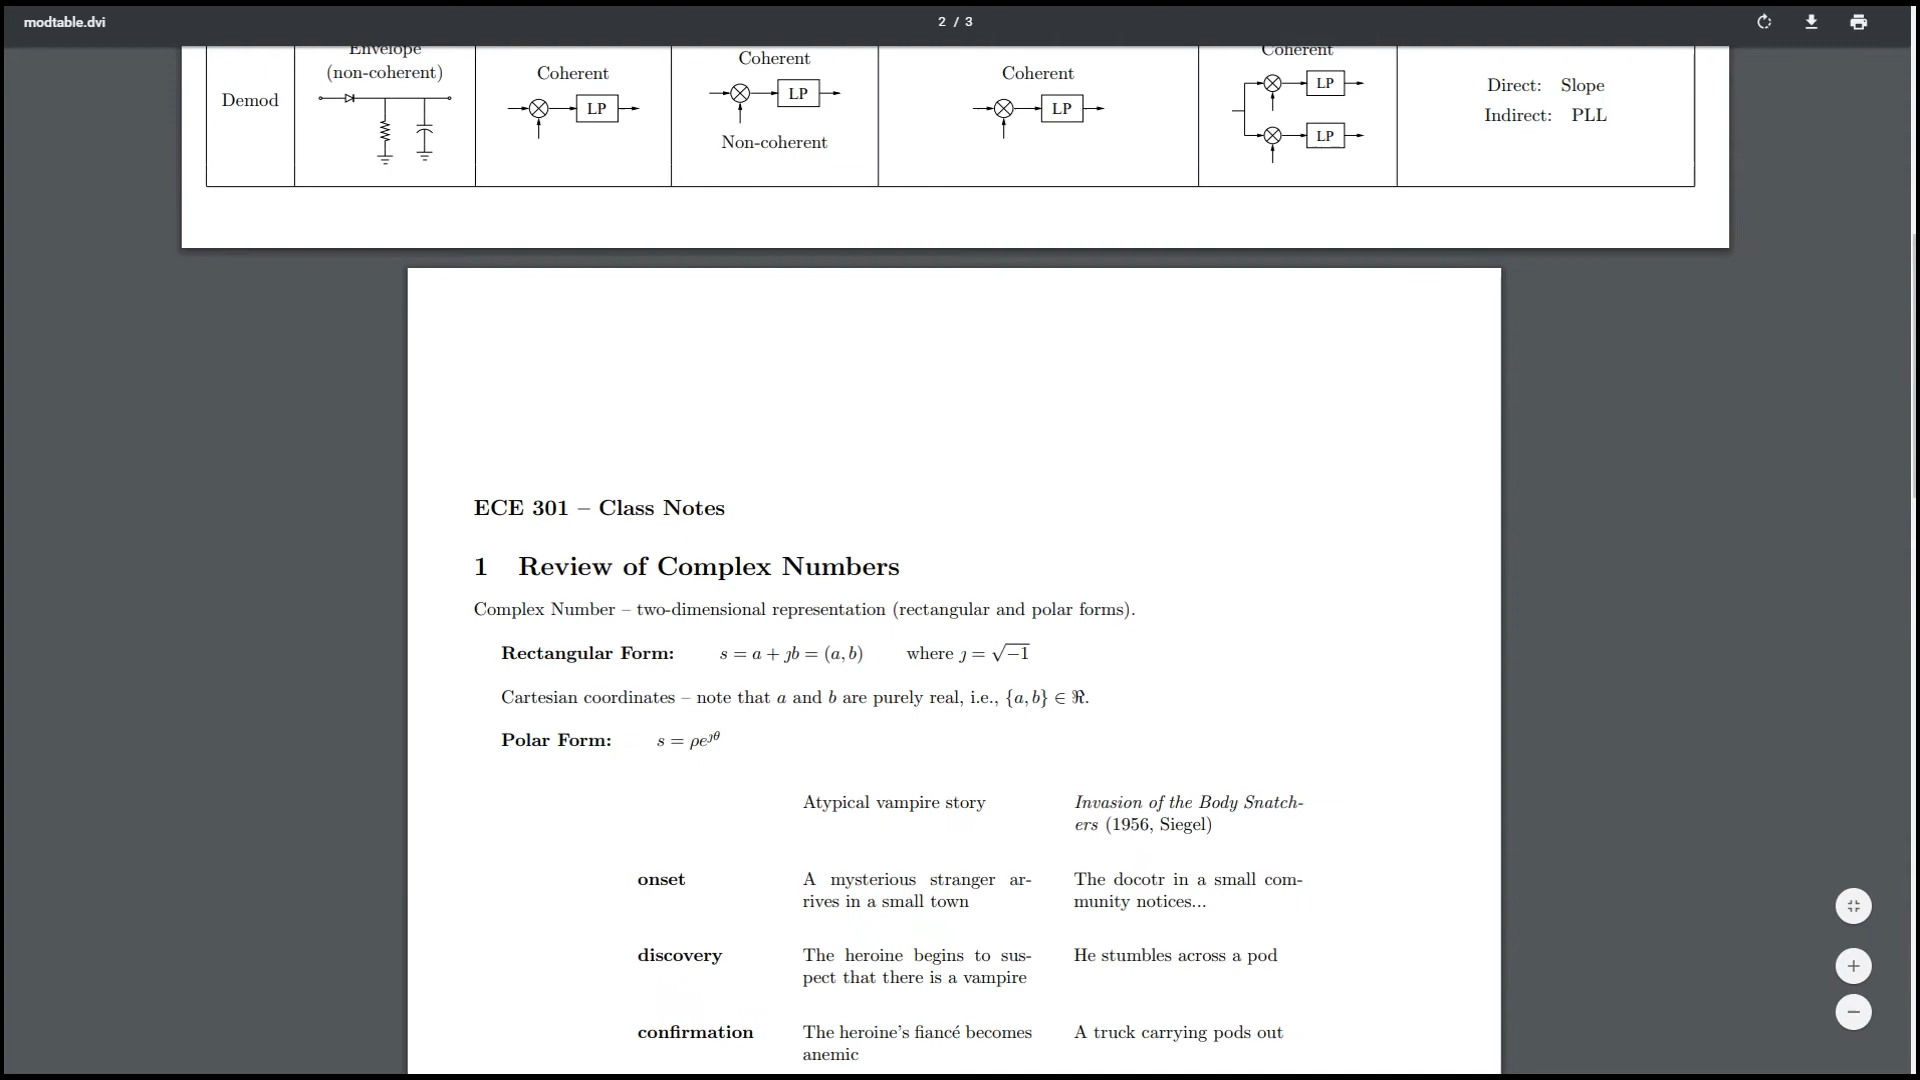 modtable.dvi
2 / 3
Demod
Envelope
(non-coherent)
Coherent
LP
Coherent
LP
Non-coherent
Coherent
LP
Coherent
LP
LP
Direct: Slope
Indirect: PLL
ECE 301 – Class Notes
1 Review of Complex Numbers
Complex Number – two-dimensional representation (rectangular and polar forms).
Rectangular Form: s = a + ȷb = (a, b) where ȷ = √−1
Cartesian coordinates – note that a and b are purely real, i.e., {a, b} ∈ ℜ.
Polar Form: s = ρe^ȷθ
Atypical vampire story
Invasion of the Body Snatch-
ers (1956, Siegel)
onset
A mysterious stranger ar-
rives in a small town
The docotr in a small com-
munity notices...
discovery
The heroine begins to sus-
pect that there is a vampire
He stumbles across a pod
confirmation
The heroine's fiancé becomes
anemic
A truck carrying pods out